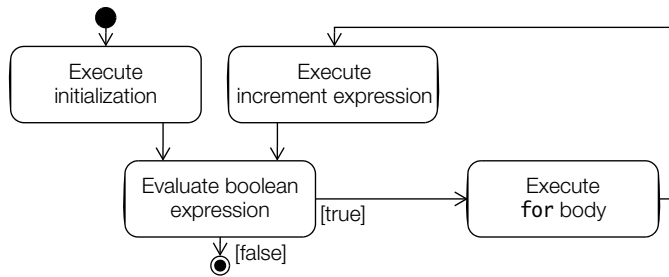 Execute
initialization
Execute
increment expression
Evaluate boolean
expression
[true]
Execute
for body
[false]